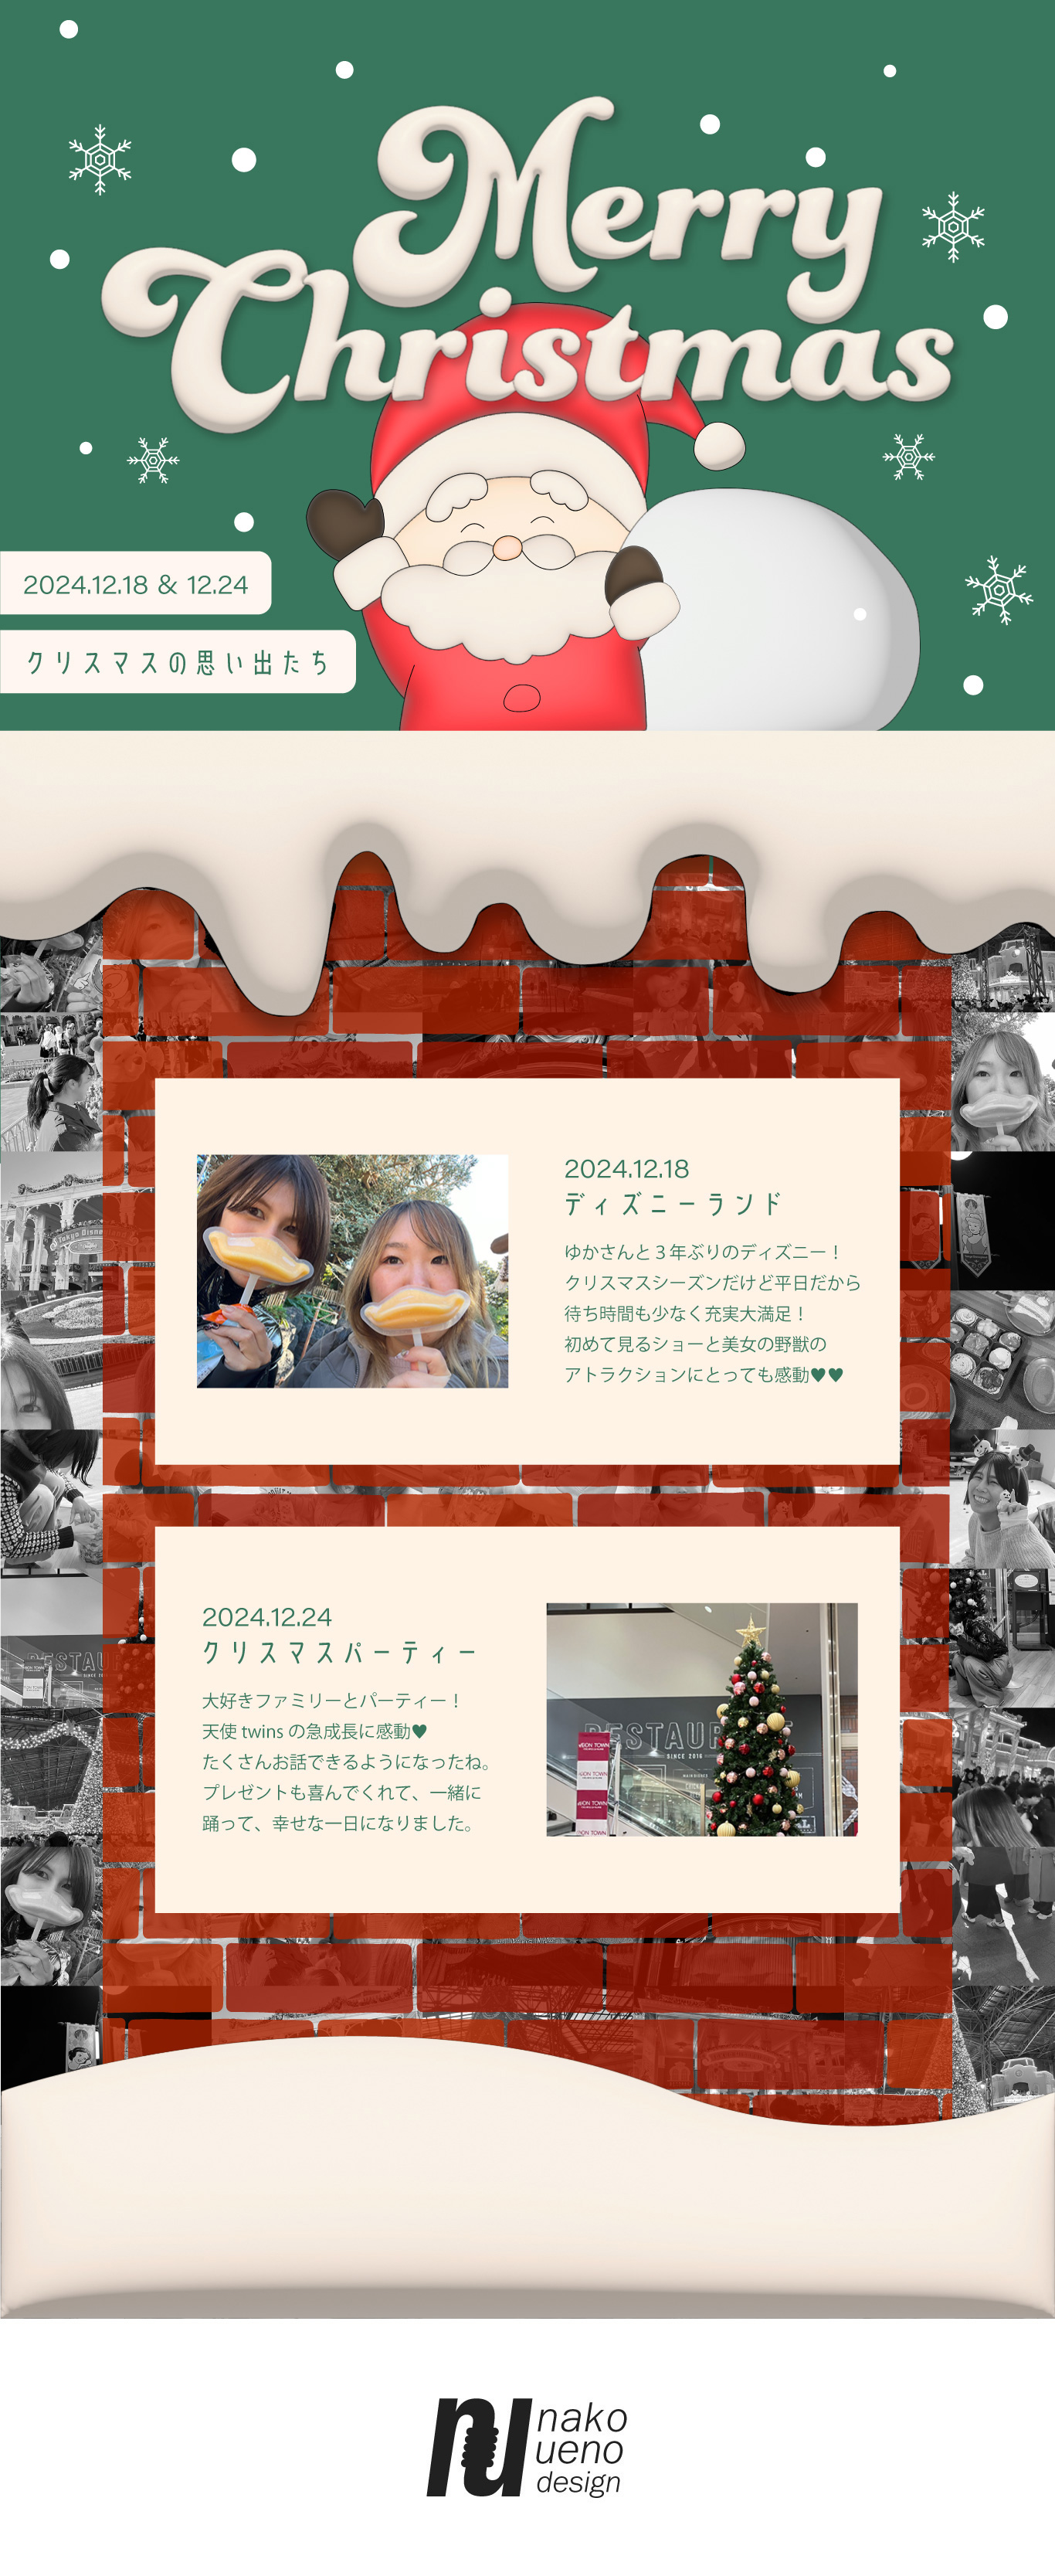 Merry
Christmas
2024.12.18 & 12.24
クリスマスの思い出たち
2024.12.18
ディズニーランド
ゆかさんと３年ぶりのディズニー！
クリスマスシーズンだけど平日だから
待ち時間も少なく充実大満足！
初めて見るショーと美女の野獣の
アトラクションにとっても感動♥♥
2024.12.24
クリスマスパーティー
大好きファミリーとパーティー！
天使 twins の急成長に感動♥
たくさんお話できるようになったね。
プレゼントも喜んでくれて、一緒に
踊って、幸せな一日になりました。
SINCE 2016
nako
ueno
design